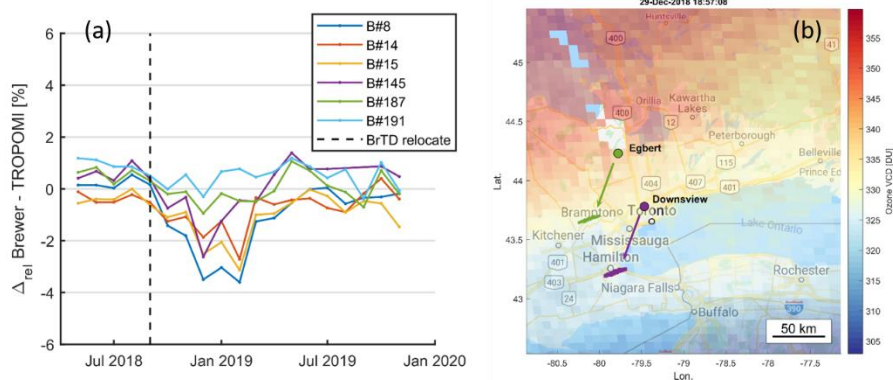 29-Dec-2018 18:57:08
(a)
B#8
B#14
B#15
B#145
B#187
B#191
BrTD relocate
Δrel Brewer - TROPOMI [%]
6
4
2
0
-2
-4
-6
Jul 2018
Jan 2019
Jul 2019
Jan 2020
(b)
Huntsville
400
41
Orillia
Kawartha
Lakes
400
12
Egbert
Peterborough
115
Belleville
Prince Ed
404
407
401
Downsview
Brampton
Toronto
on
Kitchener
Mississauga
Lake Ontario
Hamilton
401
403
Niagara Falls
Rochester
24
Buffalo
390
50 km
Lat.
45
44.5
44
43.5
43
-80.5
-80
-79.5
-79
-78.5
-78
-77.5
Lon.
Ozone VCD [DU]
355
350
345
340
335
330
325
320
315
310
305